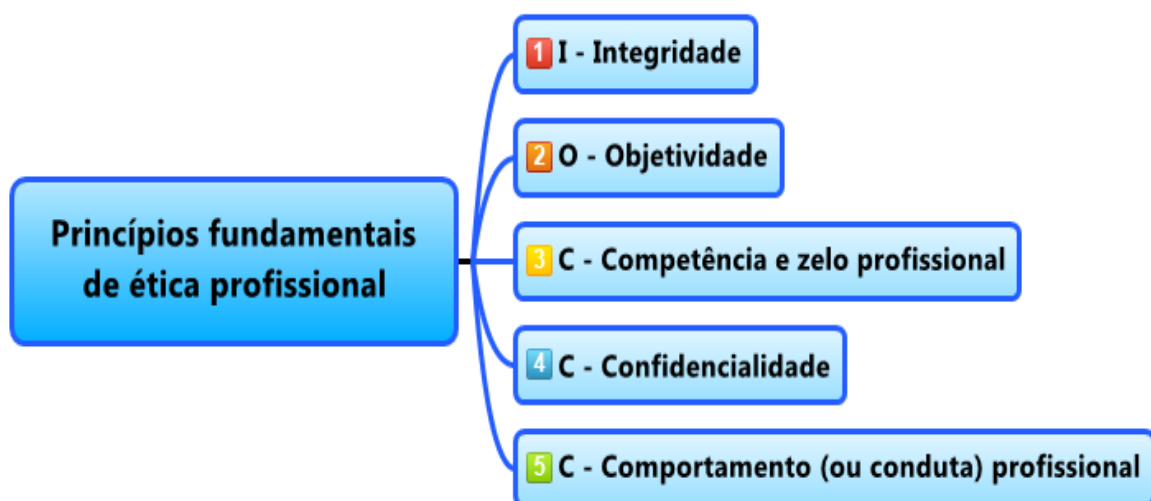 Princípios fundamentais
de ética profissional
1 I - Integridade
2 O - Objetividade
3 C - Competência e zelo profissional
4 C - Confidencialidade
5 C - Comportamento (ou conduta) profissional